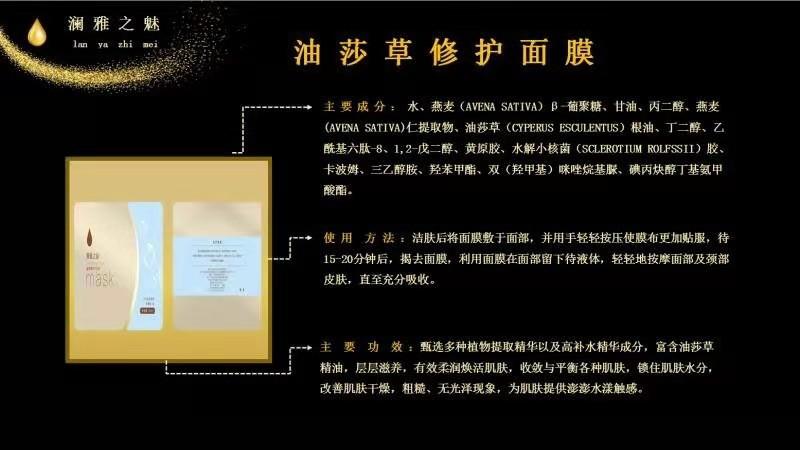 澜雅之魅
lan ya zhi mei
油莎草修护面膜
主要成分：水、燕麦（AVENA SATIVA）β-葡聚糖、甘油、丙二醇、燕麦
(AVENA SATIVA)仁提取物、油莎草（CYPERUS ESCULENTUS）根油、丁二醇、乙
酰基六肽-8、1,2-戊二醇、黄原胶、水解小核菌（SCLEROTIUM ROLFSSII）胶、
卡波姆、三乙醇胺、羟苯甲酯、双（羟甲基）咪唑烷基脲、碘丙炔醇丁基氨甲
酸酯。
使用 方法：洁肤后将面膜敷于面部，并用手轻轻按压使膜布更加贴服，待
15-20分钟后，揭去面膜，利用面膜在面部留下待液体，轻轻地按摩面部及颈部
皮肤，直至充分吸收。
主 要 功 效：甄选多种植物提取精华以及高补水精华成分，富含油莎草
精油，层层滋养，有效柔润焕活肌肤，收敛与平衡各种肌肤，锁住肌肤水分，
改善肌肤干燥，粗糙、无光泽现象，为肌肤提供澎澎水漾触感。
mask